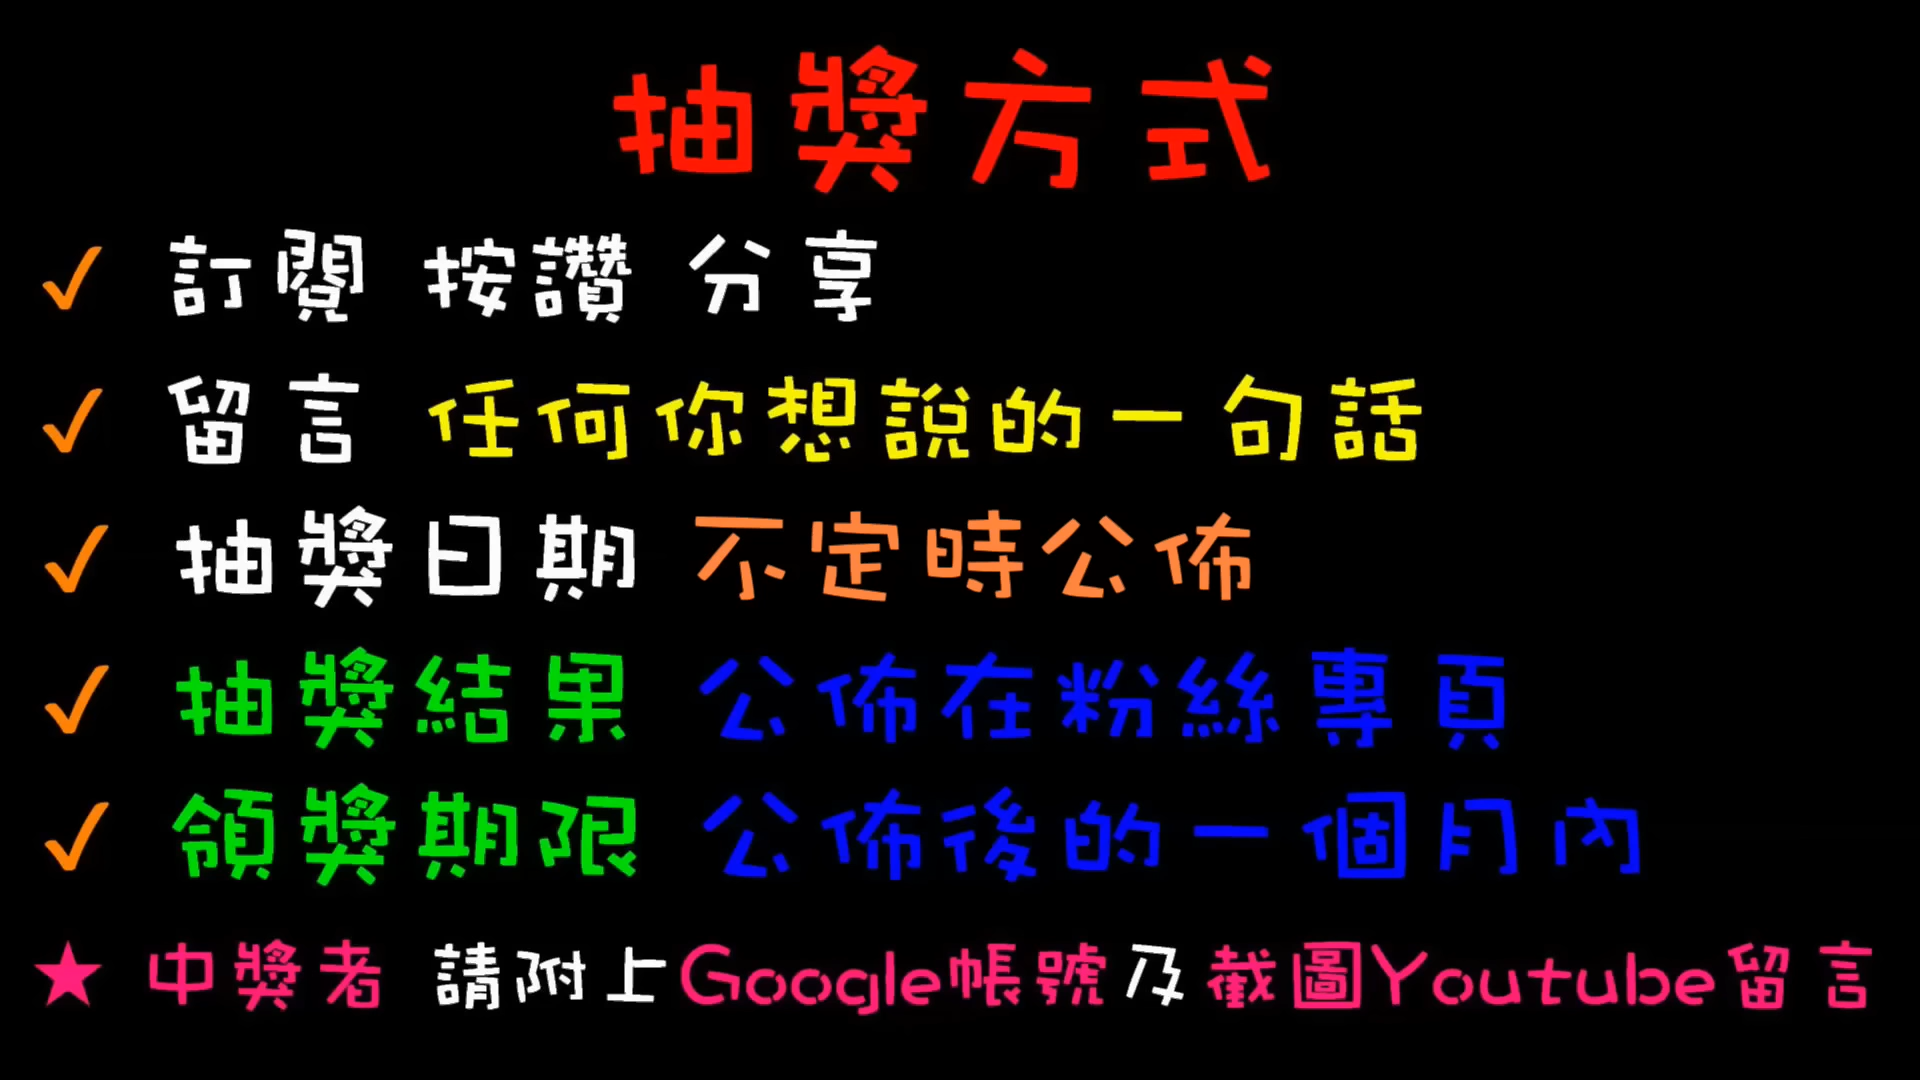 抽獎方式
✓ 訂閱 按讚 分享
✓ 留言 任何你想說的一句話
✓ 抽獎日期 不定時公佈
✓ 抽獎結果 公佈在粉絲專頁
✓ 領獎期限 公佈後的一個月內
★ 中獎者 請附上Google帳號及截圖Youtube留言